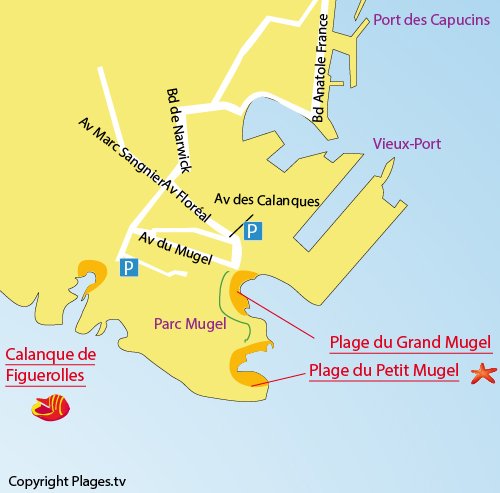 Port des Capucins
Bd Anatole France
Bd de Narwick
Vieux-Port
Av Marc Sangnier
Av Floréal
Av des Calanques
P
Av du Mugel
P
Parc Mugel
Plage du Grand Mugel
Calanque de
Figuerolles
Plage du Petit Mugel
Copyright Plages.tv